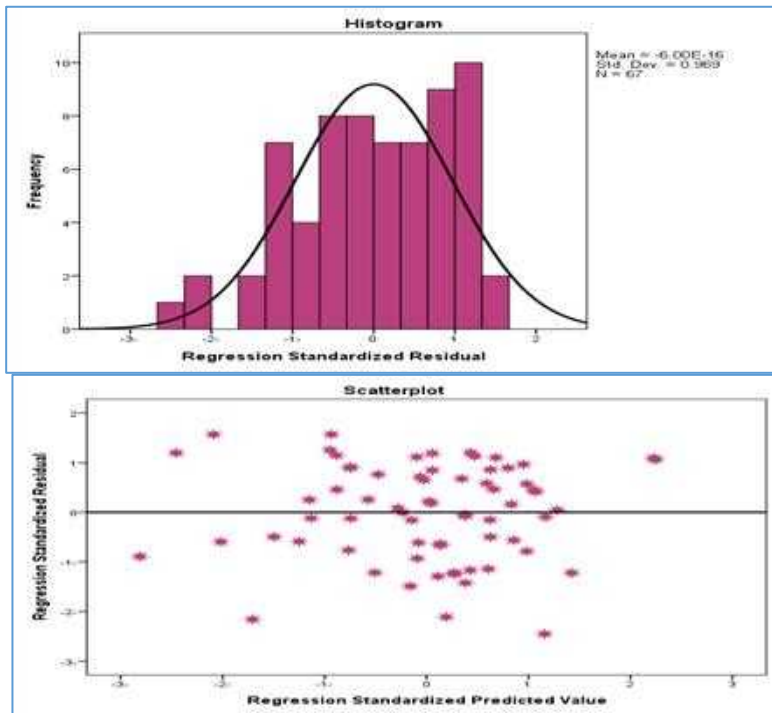 Histogram
Mean = -6.00E-16
Std. Dev. = 0.969
N = 67
10
8
6
4
2
0
Frequency
-3-
-2-
-1-
0
1
2
Regression Standardized Residual
Scatterplot
2
1
0
-1-
-2-
-3-
Regression Standardized Residual
-3-
-2-
-1-
0
1
2
3
Regression Standardized Predicted Value